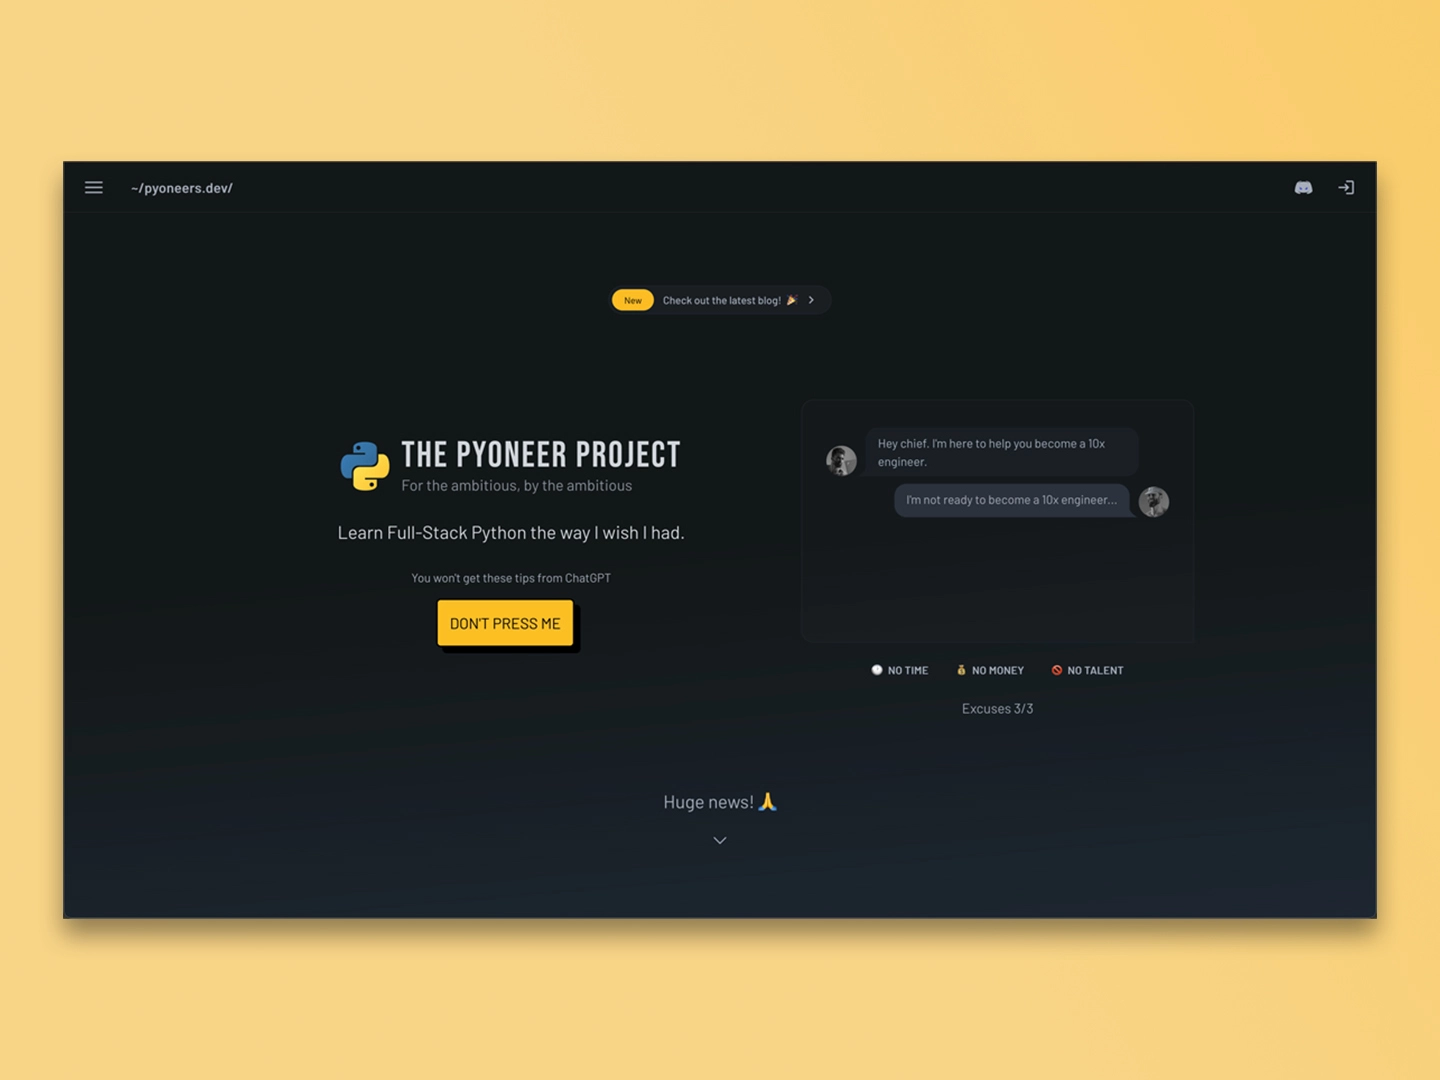 ~/pyoneers.dev/
New Check out the latest blog! 🎉
THE PYONEER PROJECT
For the ambitious, by the ambitious
Learn Full-Stack Python the way I wish I had.
You won't get these tips from ChatGPT
DON'T PRESS ME
Hey chief. I'm here to help you become a 10x
engineer.
I'm not ready to become a 10x engineer...
NO TIME NO MONEY NO TALENT
Excuses 3/3
Huge news! 🙏